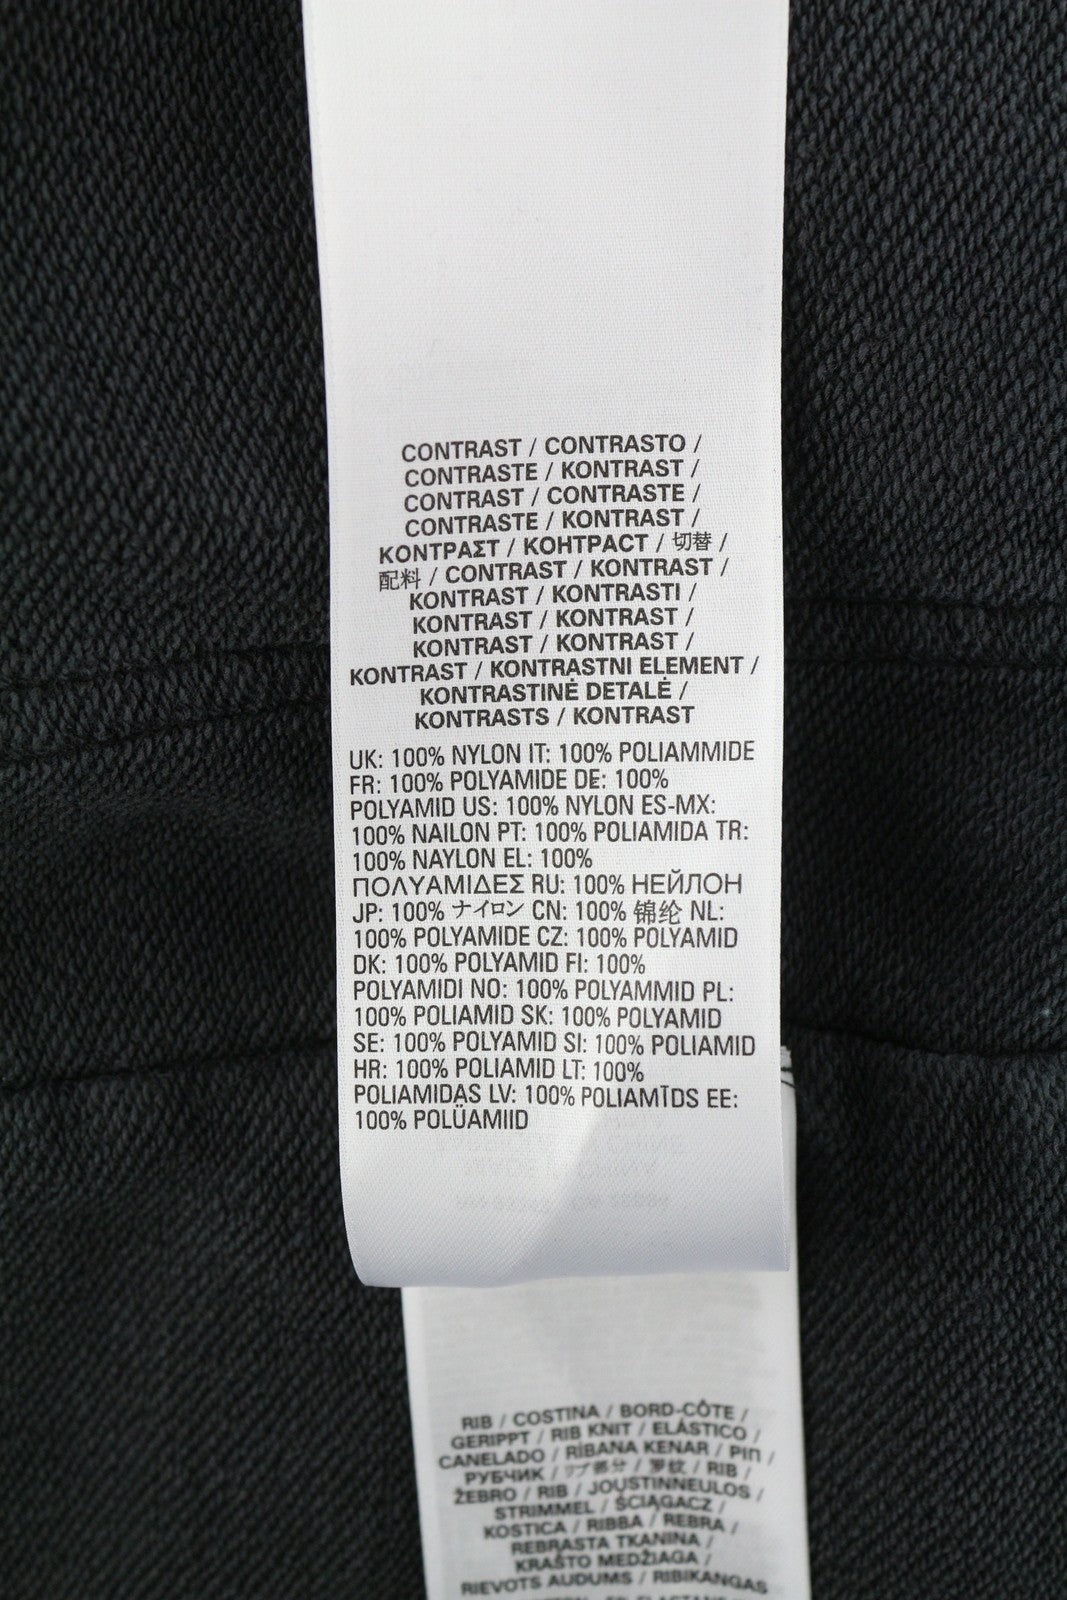 CONTRAST / CONTRASTO /
CONTRASTE / KONTRAST /
CONTRAST / CONTRASTE /
CONTRASTE / KONTRAST /
ΚΟΝΤΡΑΣΤ / КОНТРАСТ / 切替 /
配料 / CONTRAST / KONTRAST /
KONTRAST / KONTRASTI /
KONTRAST / KONTRAST /
KONTRAST / KONTRAST /
KONTRAST / KONTRASTNI ELEMENT /
KONTRASTINĖ DETALĖ /
KONTRASTS / KONTRAST
UK: 100% NYLON IT: 100% POLIAMMIDE
FR: 100% POLYAMIDE DE: 100%
POLYAMID US: 100% NYLON ES-MX:
100% NAILON PT: 100% POLIAMIDA TR:
100% NAYLON EL: 100%
ΠΟΛΥΑΜΙΔΕΣ RU: 100% НЕЙЛОН
JP: 100% ナイロン CN: 100% 锦纶 NL:
100% POLYAMIDE CZ: 100% POLYAMID
DK: 100% POLYAMID FI: 100%
POLYAMIDI NO: 100% POLYAMMID PL:
100% POLIAMID SK: 100% POLYAMID
SE: 100% POLYAMID SI: 100% POLIAMID
HR: 100% POLIAMID LT: 100%
POLIAMIDAS LV: 100% POLIAMĪDS EE:
100% POLÜAMIID
RIB / COSTINA / BORD-CÔTE /
GERIPPT / RIB KNIT / ELÁSTICO /
CANELADO / RİBANA KENAR / ΡΙΠ /
РУБЧИК / リブ部分 / 罗纹 / RIB /
ŽEBRO / RIB / JOUSTINNEULOS /
STRIMMEL / ŚCIĄGACZ /
KOSTICA / RIBBA / REBRA /
REBRASTA TKANINA /
KRAŠTO MEDŽIAGA /
RIEVOTS AUDUMS / RIBIKANGAS